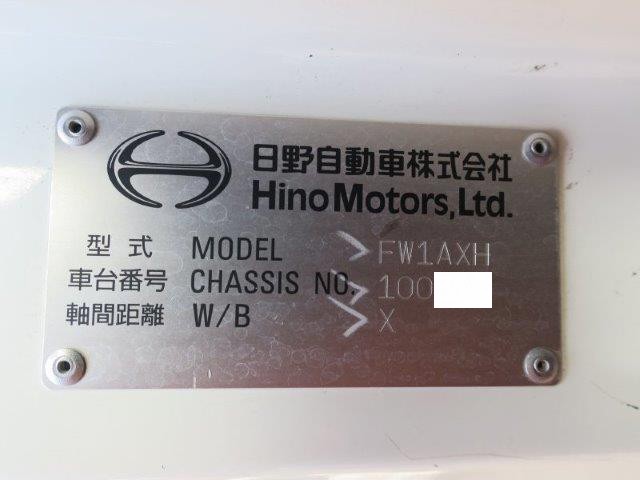 日野自動車株式会社
Hino Motors, Ltd.
型式 MODEL > FW1AXH
車台番号 CHASSIS NO. > 100
軸間距離 W/B > X